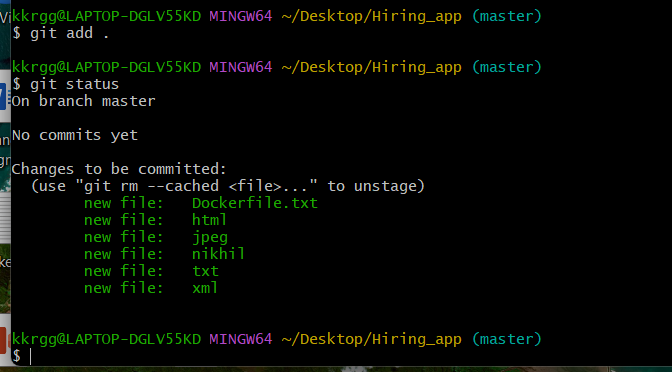 kkrgg@LAPTOP-DGLV55KD MINGW64 ~/Desktop/Hiring_app (master)
$ git add .
kkrgg@LAPTOP-DGLV55KD MINGW64 ~/Desktop/Hiring_app (master)
$ git status
On branch master
No commits yet
Changes to be committed:
  (use "git rm --cached <file>..." to unstage)
        new file:   Dockerfile.txt
        new file:   html
        new file:   jpeg
        new file:   nikhil
        new file:   txt
        new file:   xml
kkrgg@LAPTOP-DGLV55KD MINGW64 ~/Desktop/Hiring_app (master)
$